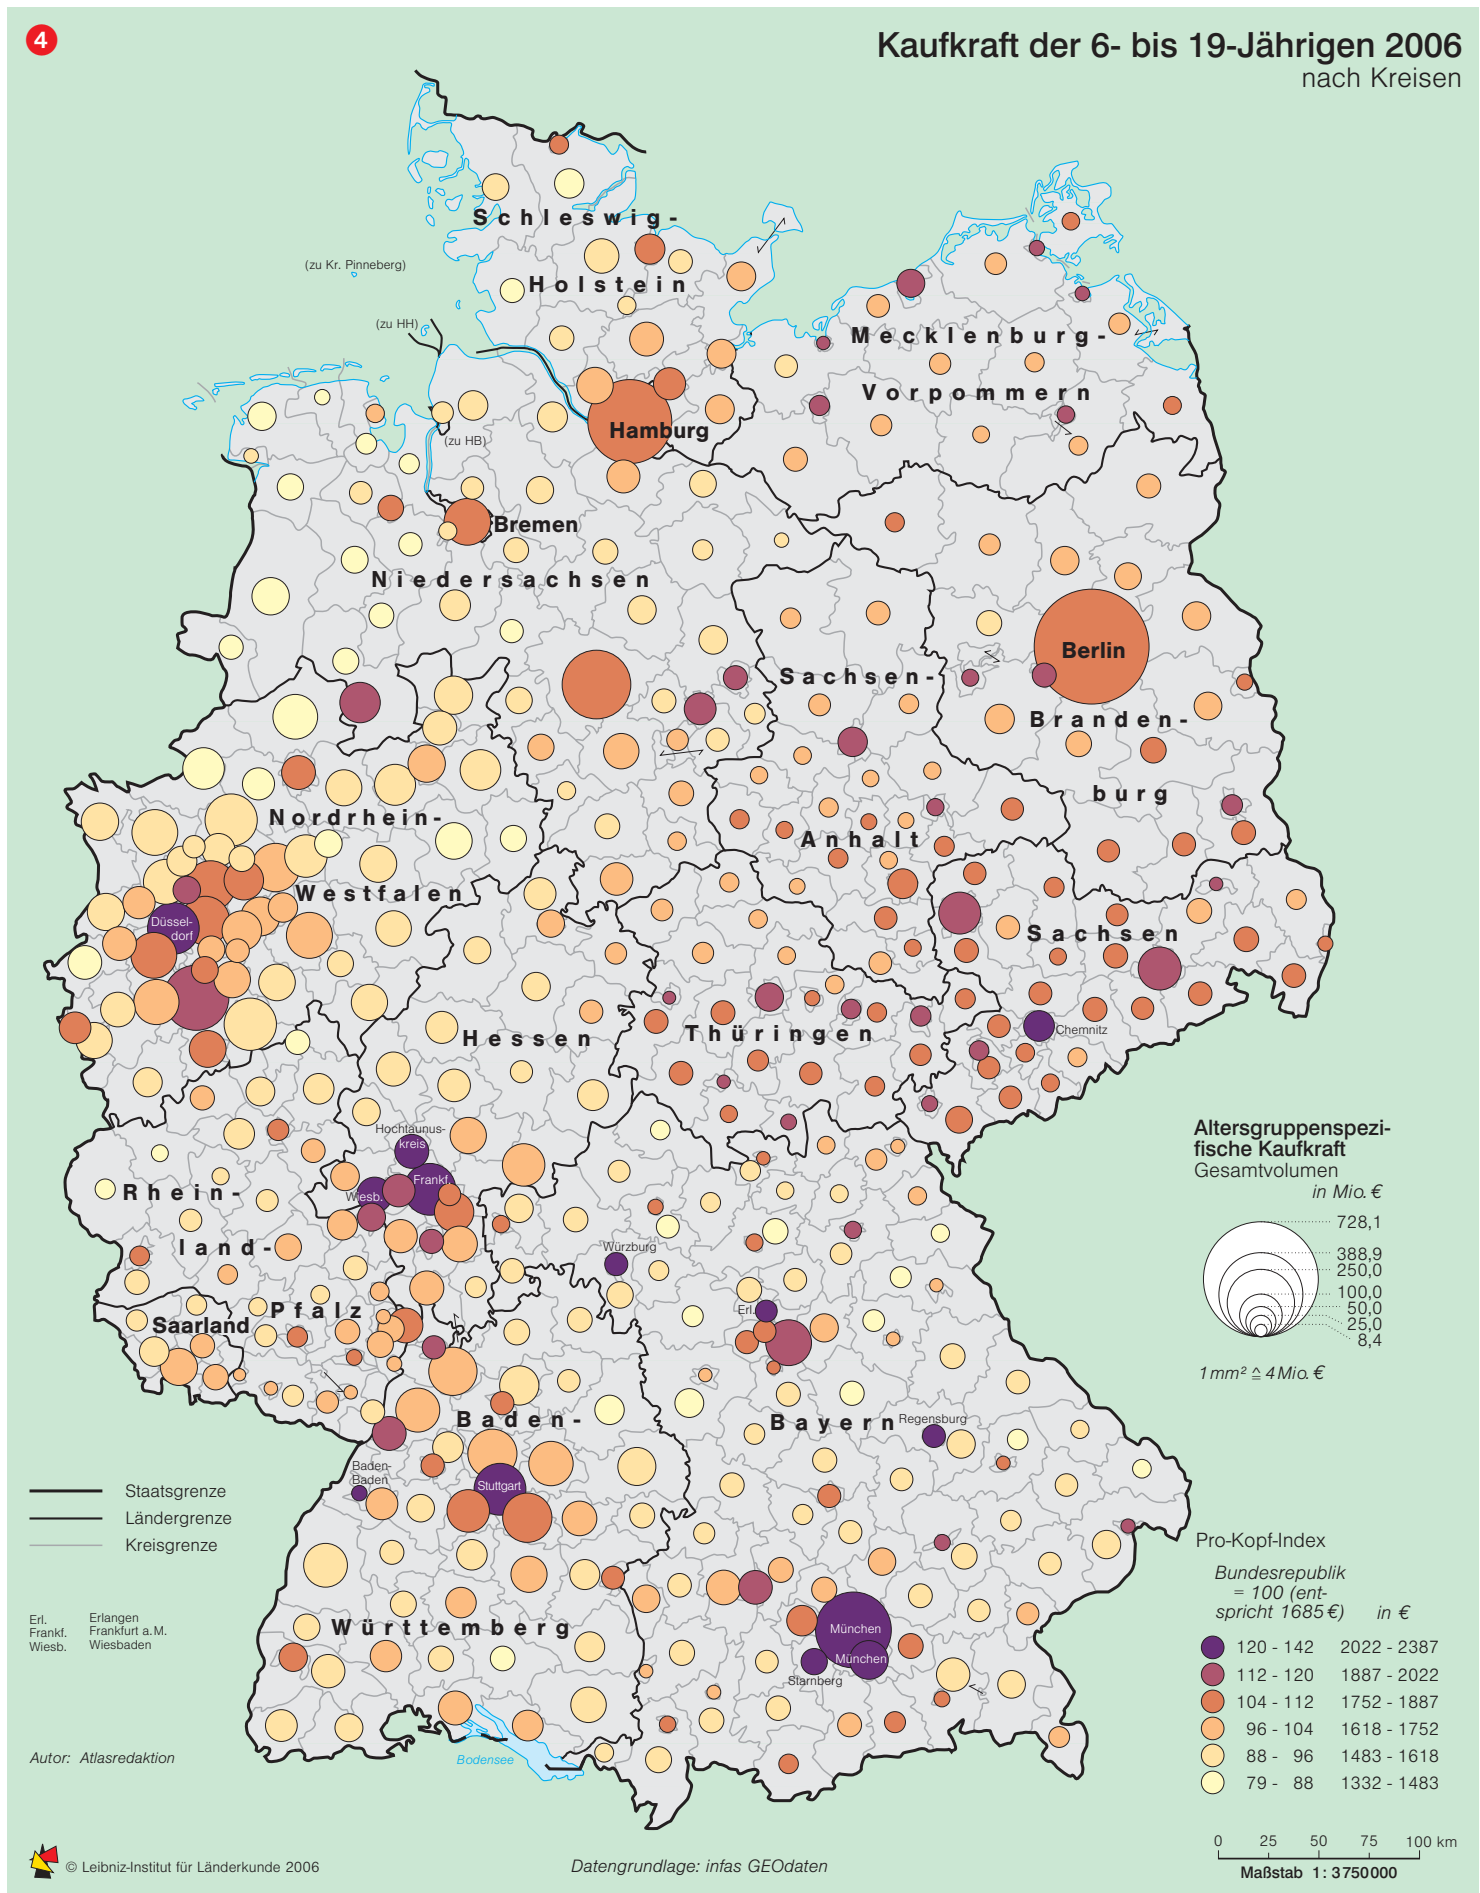 4
Kaufkraft der 6- bis 19-Jährigen 2006
nach Kreisen
Schleswig-
(zu Kr. Pinneberg)
Holstein
(zu HH)
Mecklenburg-
Vorpommern
Hamburg
(zu HB)
Bremen
Niedersachsen
Berlin
Sachsen-
Branden-
burg
Nordrhein-
Anhalt
Westfalen
Düssel-
dorf
Sachsen
Chemnitz
Thüringen
Hessen
Hochtaunus-
kreis
Frankf.
Wiesb.
Rhein-
land-
Pfalz
Würzburg
Erl.
Saarland
Baden-
Bayern
Regensburg
Baden-
Baden
Stuttgart
Württemberg
München
München
Starnberg
Bodensee
Altersgruppenspezi-
fische Kaufkraft
Gesamtvolumen
in Mio. €
728,1
388,9
250,0
100,0
50,0
25,0
8,4
1 mm² ≙ 4 Mio. €
Staatsgrenze
Ländergrenze
Kreisgrenze
Erl. Erlangen
Frankf. Frankfurt a.M.
Wiesb. Wiesbaden
Pro-Kopf-Index
Bundesrepublik
= 100 (ent-
spricht 1685 €) in €
120 - 142 2022 - 2387
112 - 120 1887 - 2022
104 - 112 1752 - 1887
96 - 104 1618 - 1752
88 - 96 1483 - 1618
79 - 88 1332 - 1483
Autor: Atlasredaktion
0 25 50 75 100 km
Maßstab 1 : 3750000
© Leibniz-Institut für Länderkunde 2006
Datengrundlage: infas GEOdaten